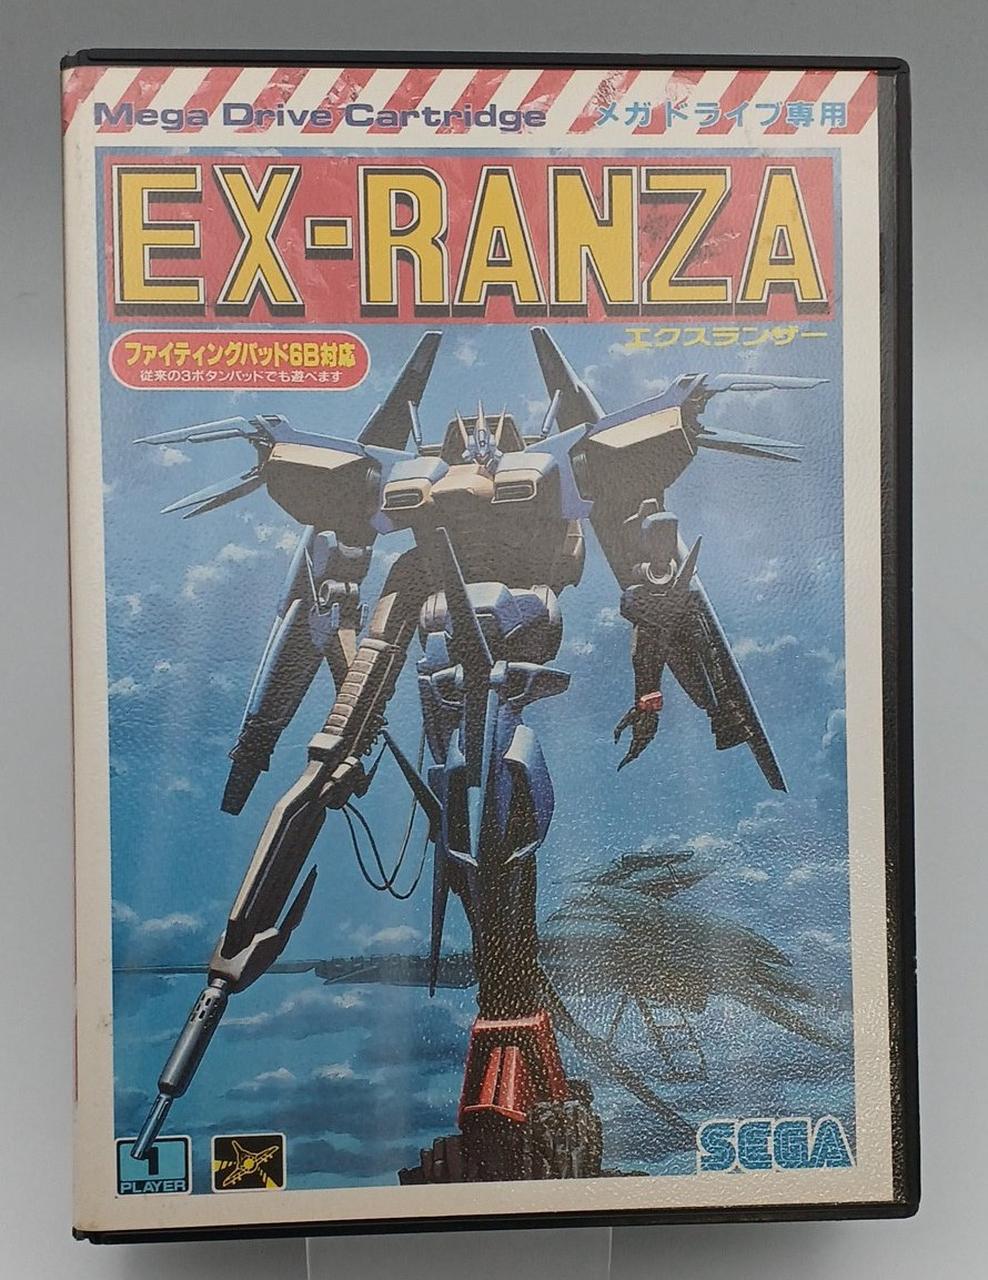 Mega Drive Cartridge メガドライブ専用
EX-RANZA
エクスランザー
ファイティングパッド6B対応
従来の3ボタンパッドでも遊べます
1
PLAYER
SEGA